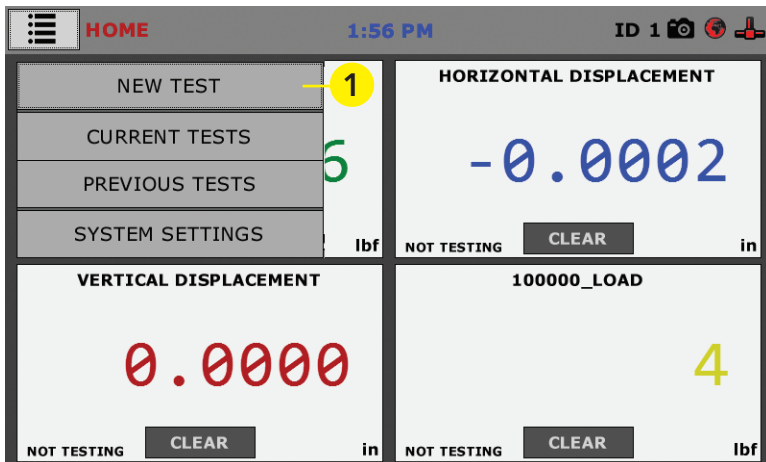 HOME 1:56 PM ID 1
NEW TEST 1
CURRENT TESTS
PREVIOUS TESTS
SYSTEM SETTINGS
6
lbf
HORIZONTAL DISPLACEMENT
-0.0002
NOT TESTING CLEAR in
VERTICAL DISPLACEMENT
0.0000
NOT TESTING CLEAR in
100000_LOAD
4
NOT TESTING CLEAR lbf